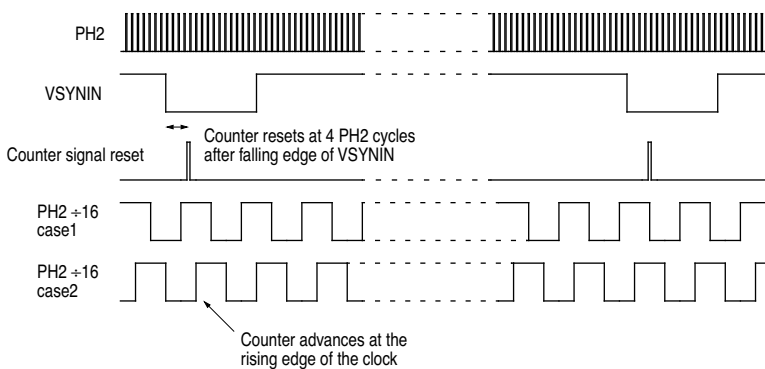 PH2
VSYNIN
Counter resets at 4 PH2 cycles
after falling edge of VSYNIN
Counter signal reset
PH2 ÷16
case1
PH2 ÷16
case2
Counter advances at the
rising edge of the clock